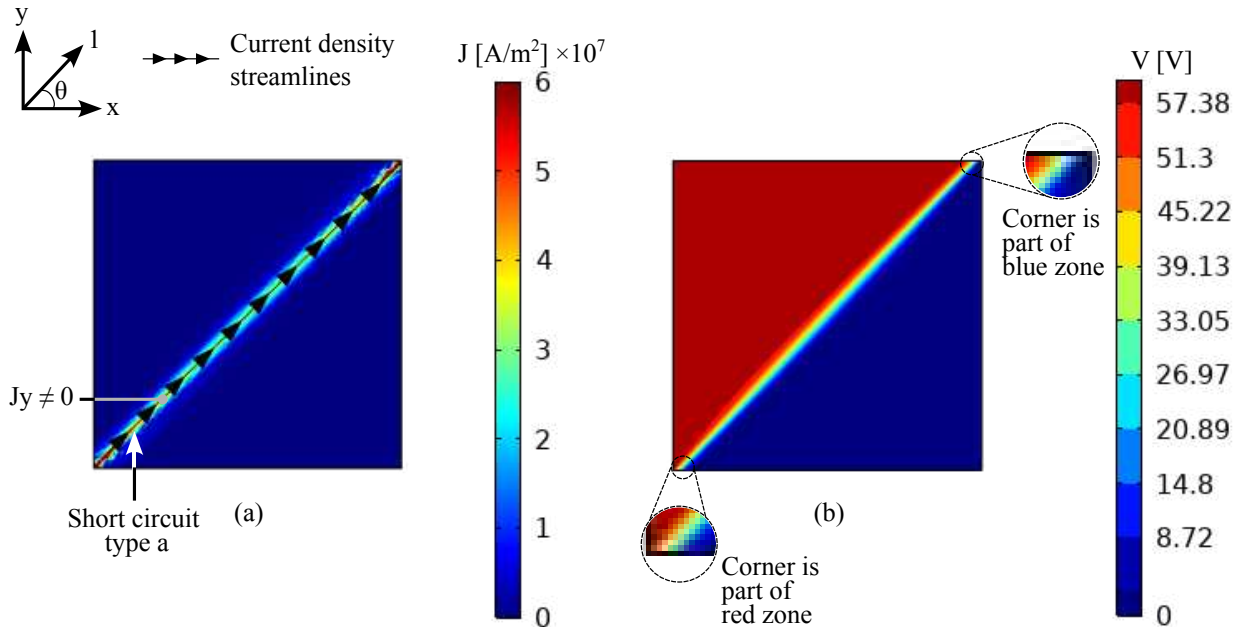 y
l
θ
x
Current density
streamlines
J [A/m²] ×10⁷
6
5
4
3
2
1
0
Jy ≠ 0
Short circuit
type a
(a)
V [V]
57.38
51.3
45.22
39.13
33.05
26.97
20.89
14.8
8.72
0
Corner is
part of
blue zone
(b)
Corner is
part of
red zone